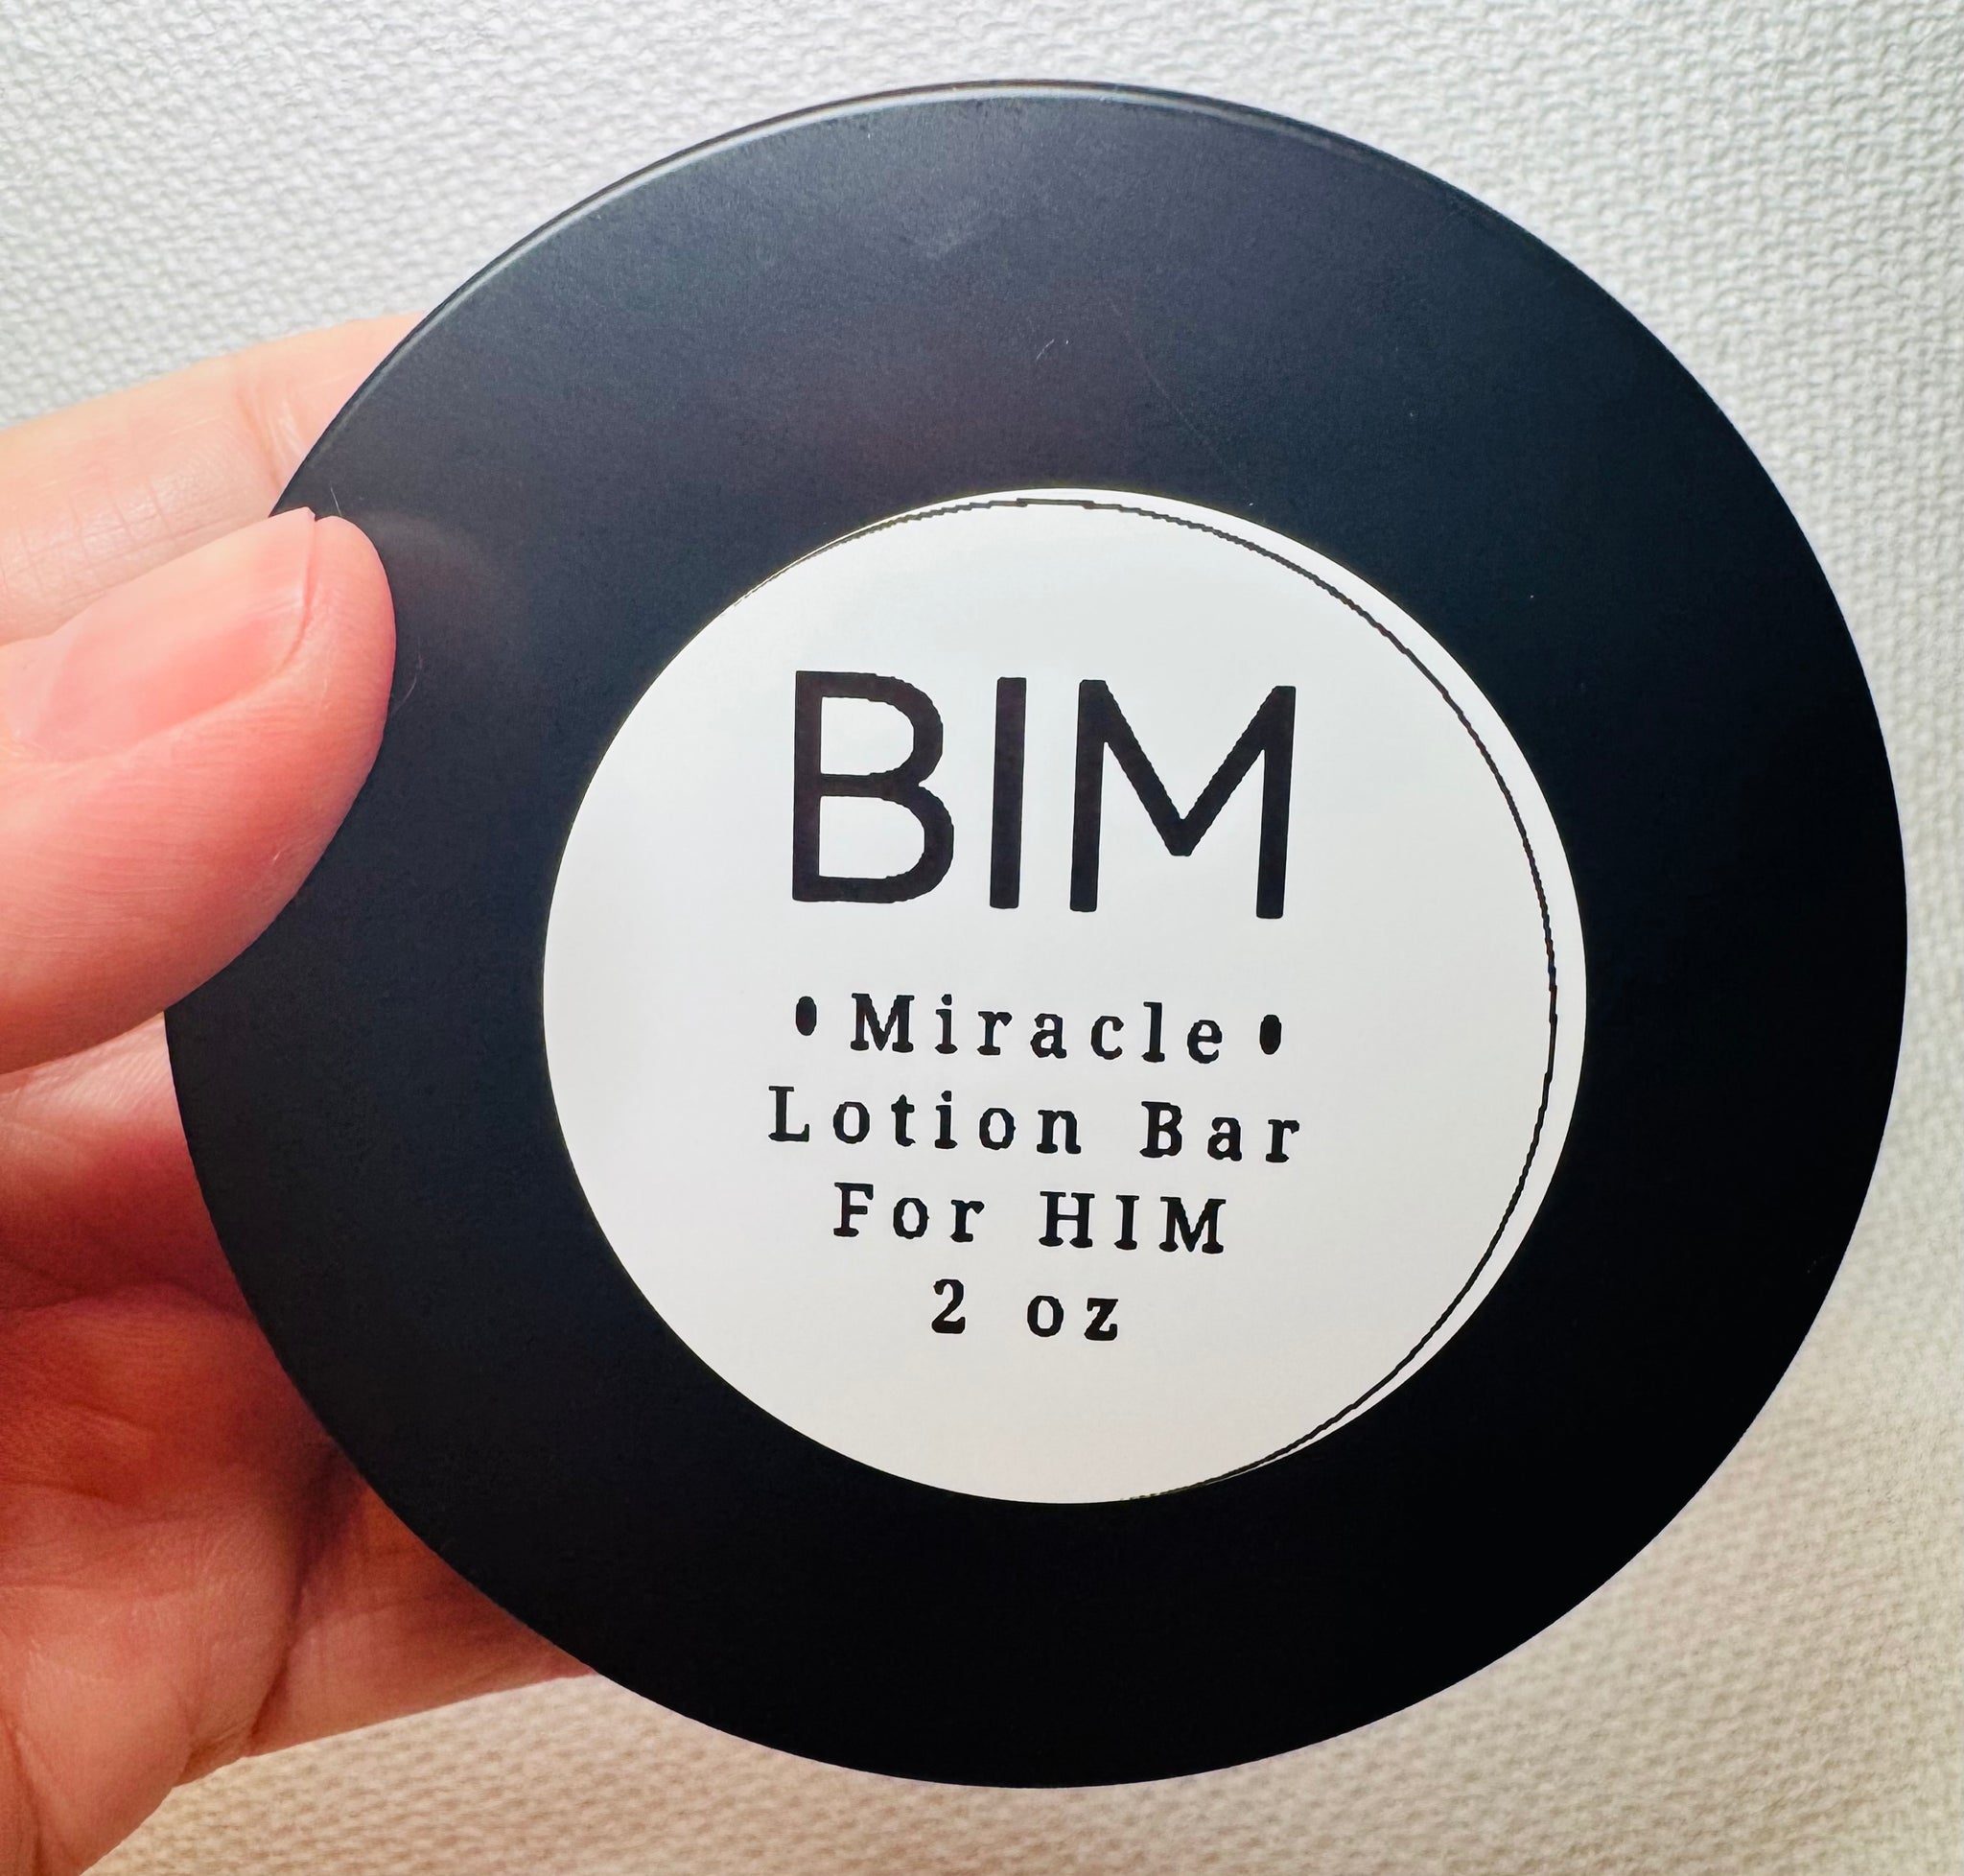 BIM
• Miracle •
Lotion Bar
For HIM
2 oz